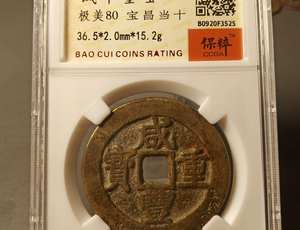 极美80 宝昌当十
36.5*2.0mm*15.2g
BAO CUI COINS RATING
B0920F3525
保粹
CCGA
咸
豐
重
寶